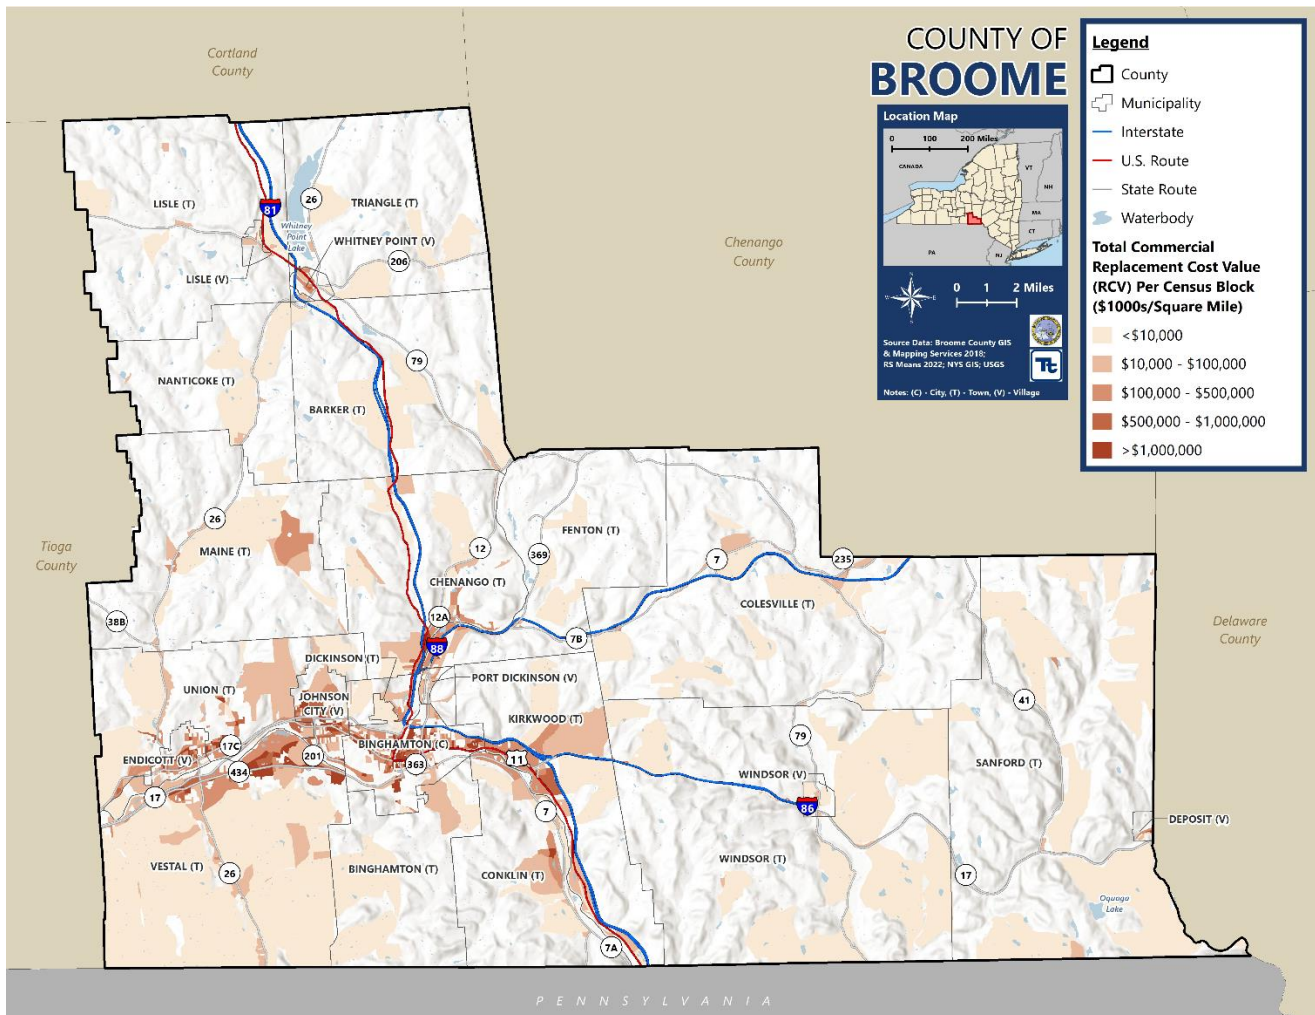 COUNTY OF
BROOME
Location Map
0 100 200 Miles
CANADA
VT
NH
MA
CT
PA
NJ
N
W
E
S
0 1 2 Miles
Source Data: Broome County GIS
& Mapping Services 2018;
RS Means 2022; NYS GIS; USGS
Notes: (C) - City, (T) - Town, (V) - Village
Tt
Legend
County
Municipality
Interstate
U.S. Route
State Route
Waterbody
Total Commercial
Replacement Cost Value
(RCV) Per Census Block
($1000s/Square Mile)
<$10,000
$10,000 - $100,000
$100,000 - $500,000
$500,000 - $1,000,000
>$1,000,000
Cortland
County
Chenango
County
Tioga
County
Delaware
County
LISLE (T)
81
26
TRIANGLE (T)
Whitney
Point
Lake
WHITNEY POINT (V)
206
LISLE (V)
79
NANTICOKE (T)
BARKER (T)
26
MAINE (T)
12
369
FENTON (T)
7
235
CHENANGO (T)
COLESVILLE (T)
38B
12A
7B
88
DICKINSON (T)
PORT DICKINSON (V)
UNION (T)
JOHNSON
CITY (V)
KIRKWOOD (T)
41
17C
BINGHAMTON (C)
79
ENDICOTT (V)
201
363
11
SANFORD (T)
434
WINDSOR (V)
17
7
86
DEPOSIT (V)
VESTAL (T)
26
BINGHAMTON (T)
CONKLIN (T)
WINDSOR (T)
17
Oquaga
Lake
7A
PENNSYLVANIA